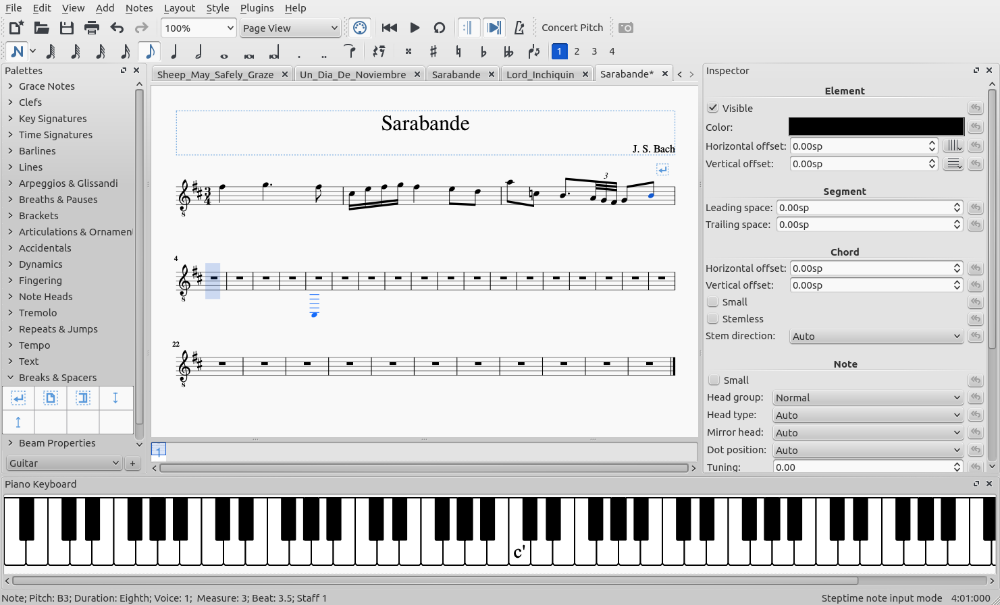 File Edit View Add Notes Layout Style Plugins Help
100% Page View Concert Pitch
1 2 3 4
Palettes
Grace Notes
Clefs
Key Signatures
Time Signatures
Barlines
Lines
Arpeggios & Glissandi
Breaths & Pauses
Brackets
Articulations & Ornamen
Accidentals
Dynamics
Fingering
Note Heads
Tremolo
Repeats & Jumps
Tempo
Text
Breaks & Spacers
Beam Properties
Guitar +
Sheep_May_Safely_Graze Un_Dia_De_Noviembre Sarabande Lord_Inchiquin Sarabande*
Sarabande
J. S. Bach
3
3
4
8
4
8
22
8
1
Inspector
Element
Visible
Color:
Horizontal offset: 0.00sp
Vertical offset: 0.00sp
Segment
Leading space: 0.00sp
Trailing space: 0.00sp
Chord
Horizontal offset: 0.00sp
Vertical offset: 0.00sp
Small
Stemless
Stem direction: Auto
Note
Small
Head group: Normal
Head type: Auto
Mirror head: Auto
Dot position: Auto
Tuning: 0.00
Piano Keyboard
c'
Note; Pitch: B3; Duration: Eighth; Voice: 1; Measure: 3; Beat: 3.5; Staff 1 Steptime note input mode 4:01:000